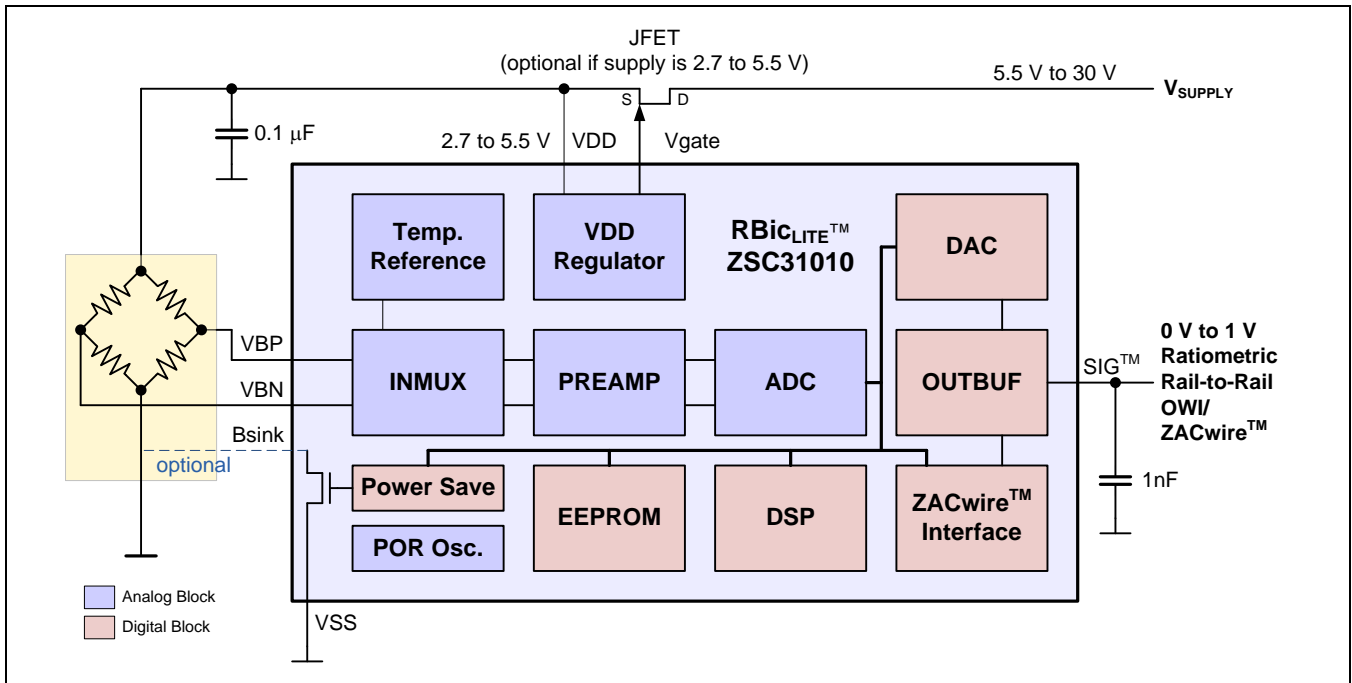 JFET
(optional if supply is 2.7 to 5.5 V)
5.5 V to 30 V
VSUPPLY
S
D
0.1 μF
2.7 to 5.5 V
VDD
Vgate
Temp.
Reference
VDD
Regulator
RBicLITE™
ZSC31010
DAC
VBP
VBN
INMUX
PREAMP
ADC
OUTBUF
SIG™
0 V to 1 V
Ratiometric
Rail-to-Rail
OWI/
ZACwire™
Bsink
optional
Power Save
POR Osc.
EEPROM
DSP
ZACwire™
Interface
1nF
Analog Block
Digital Block
VSS